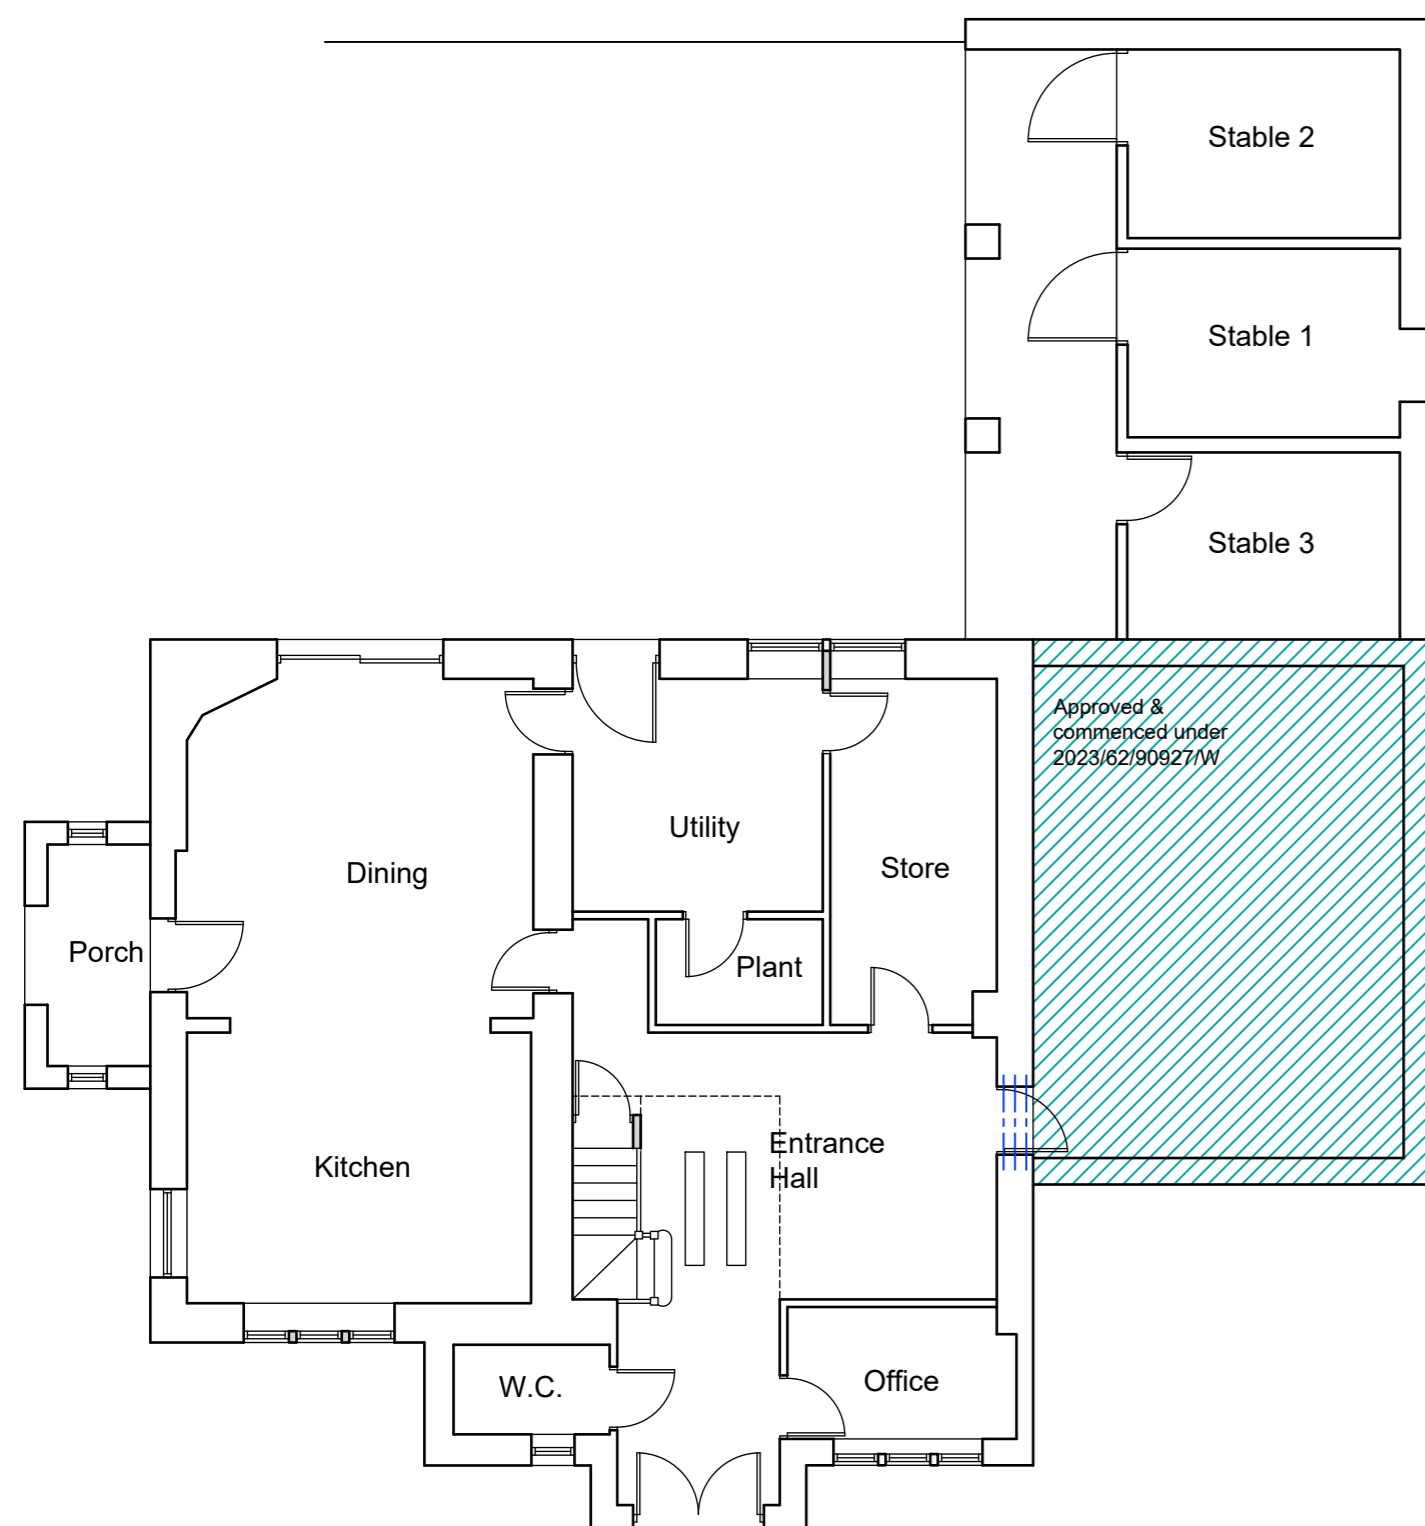 Stable 2
Stable 1
Stable 3
Approved &
commenced under
2023/62/90927/W
Utility
Store
Dining
Porch
Plant
Entrance
Hall
Kitchen
Office
W.C.